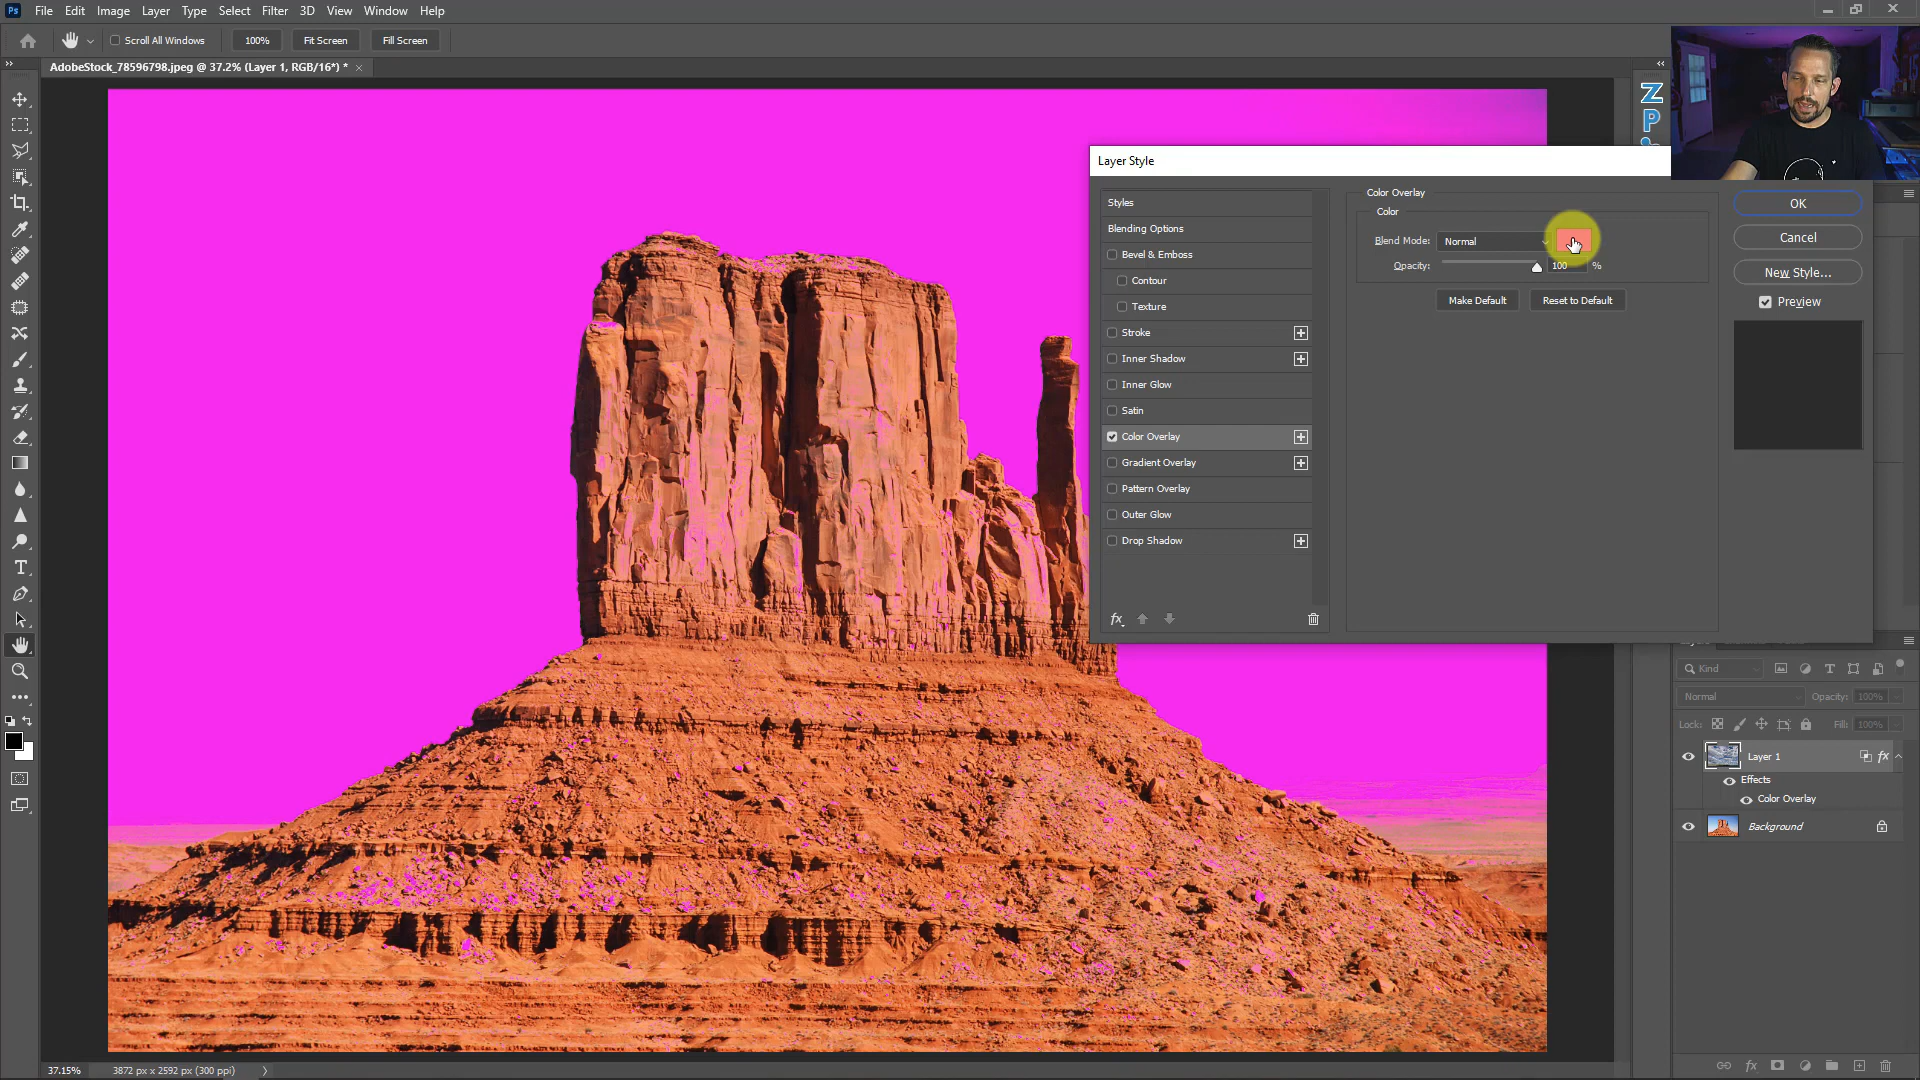 Ps File Edit Image Layer Type Select Filter 3D View Window Help
Scroll All Windows 100% Fit Screen Fill Screen
AdobeStock_78596798.jpeg @ 37.2% (Layer 1, RGB/16*) * ×
Z
P
Layer Style
Styles
Blending Options
Bevel & Emboss
Contour
Texture
Stroke
Inner Shadow
Inner Glow
Satin
Color Overlay
Gradient Overlay
Pattern Overlay
Outer Glow
Drop Shadow
fx
Color Overlay
Color
Blend Mode: Normal
Opacity: 100 %
Make Default Reset to Default
OK
Cancel
New Style...
Preview
Kind
Normal Opacity: 100%
Lock: Fill: 100%
Layer 1 fx
Effects
Color Overlay
Background
fx
37.15% 3872 px x 2592 px (300 ppi)